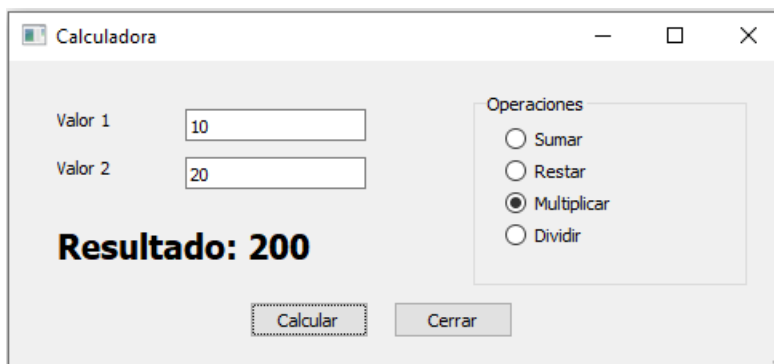 Calculadora
Valor 1
10
Valor 2
20
Resultado: 200
Operaciones
Sumar
Restar
Multiplicar
Dividir
Calcular
Cerrar